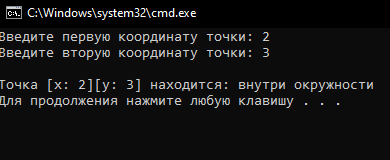 C:\Windows\system32\cmd.exe
Введите первую координату точки: 2
Введите вторую координату точки: 3
Точка [x: 2][y: 3] находится: внутри окружности
Для продолжения нажмите любую клавишу . . .